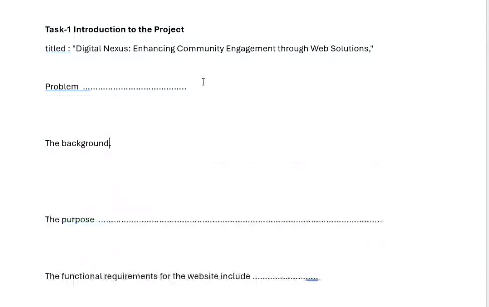 Task-1 Introduction to the Project
titled : "Digital Nexus: Enhancing Community Engagement through Web Solutions,"
Problem ………………………………….
The background
The purpose ………………………………………………………………………………………………
The functional requirements for the website include …………………….